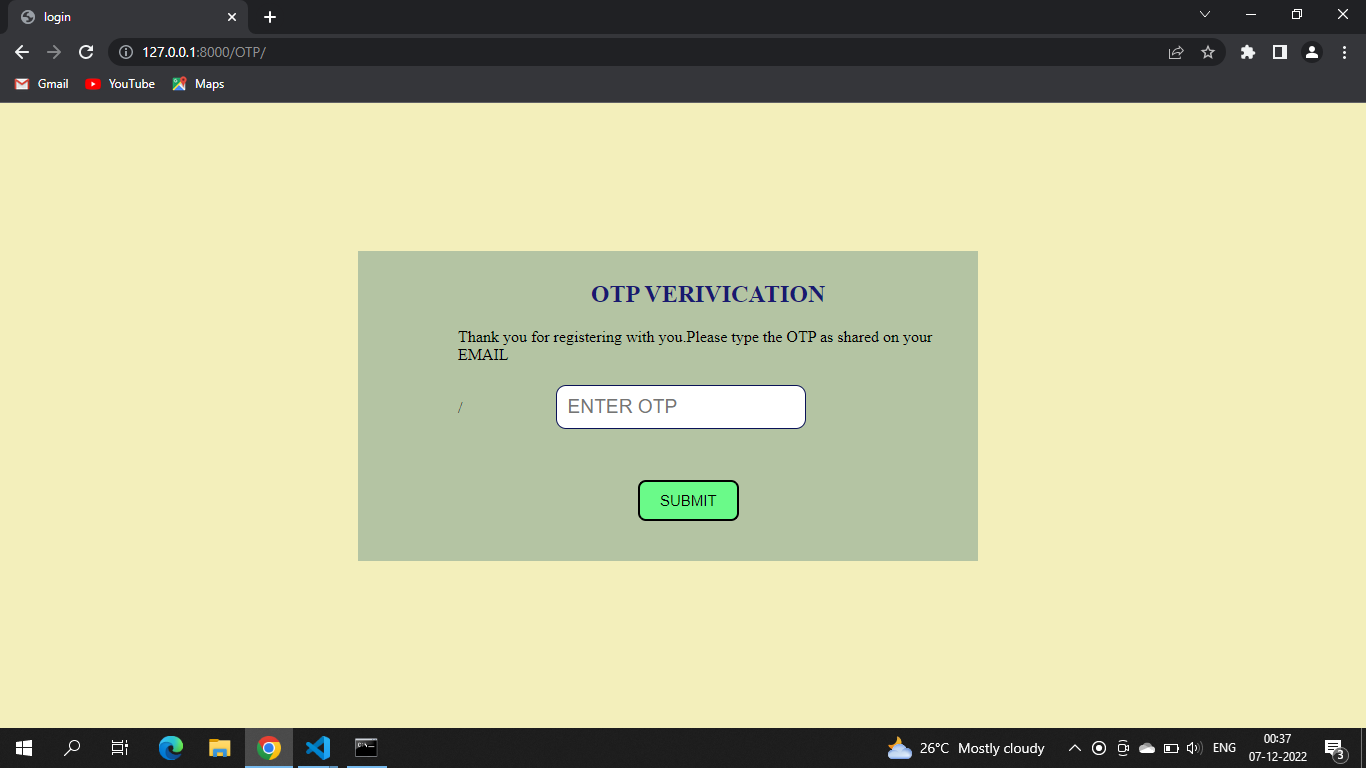 login
127.0.0.1:8000/OTP/
Gmail YouTube Maps
OTP VERIVICATION
Thank you for registering with you.Please type the OTP as shared on your
EMAIL
/ ENTER OTP
SUBMIT
26°C Mostly cloudy ENG 00:37
07-12-2022 3